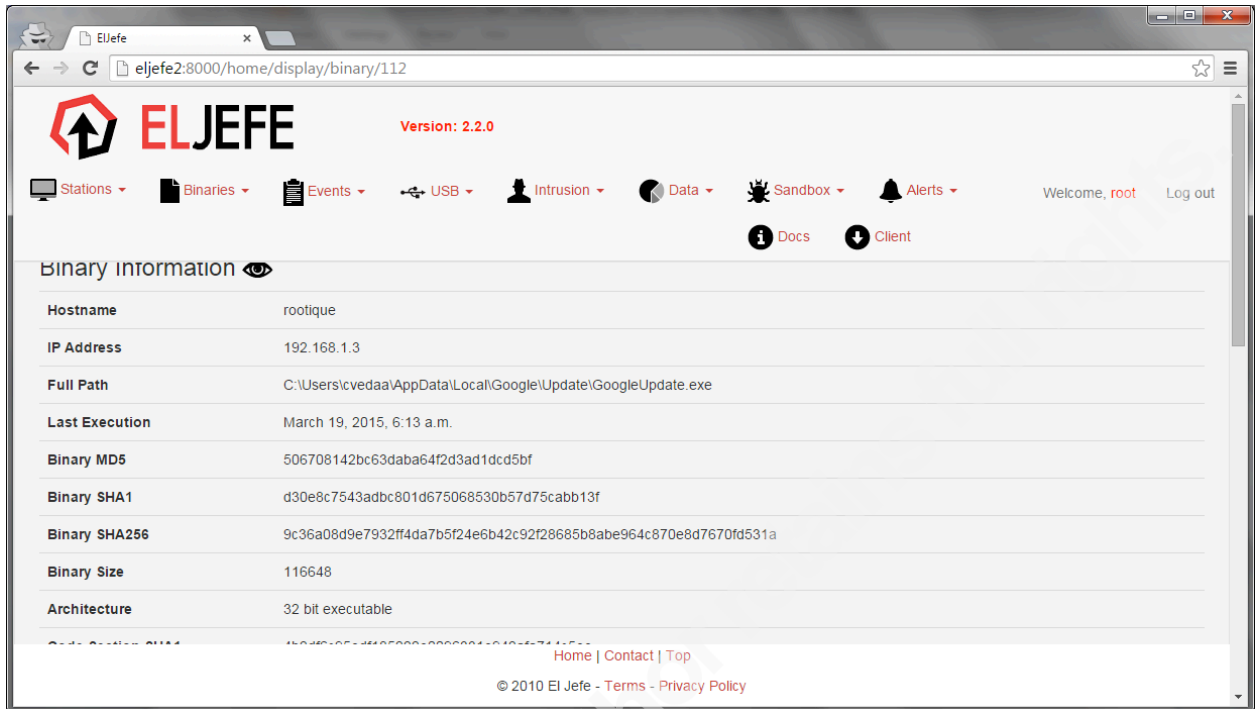 ElJefe
eljefe2:8000/home/display/binary/112
ELJEFE
Version: 2.2.0
Stations Binaries Events USB Intrusion Data Sandbox Alerts Welcome, root Log out
Docs Client
Binary Information
Hostname rootique
IP Address 192.168.1.3
Full Path C:\Users\cvedaa\AppData\Local\Google\Update\GoogleUpdate.exe
Last Execution March 19, 2015, 6:13 a.m.
Binary MD5 506708142bc63daba64f2d3ad1dcd5bf
Binary SHA1 d30e8c7543adbc801d675068530b57d75cabb13f
Binary SHA256 9c36a08d9e7932ff4da7b5f24e6b42c92f28685b8abe964c870e8d7670fd531a
Binary Size 116648
Architecture 32 bit executable
Code Section SHA1
Home | Contact | Top
© 2010 El Jefe - Terms - Privacy Policy